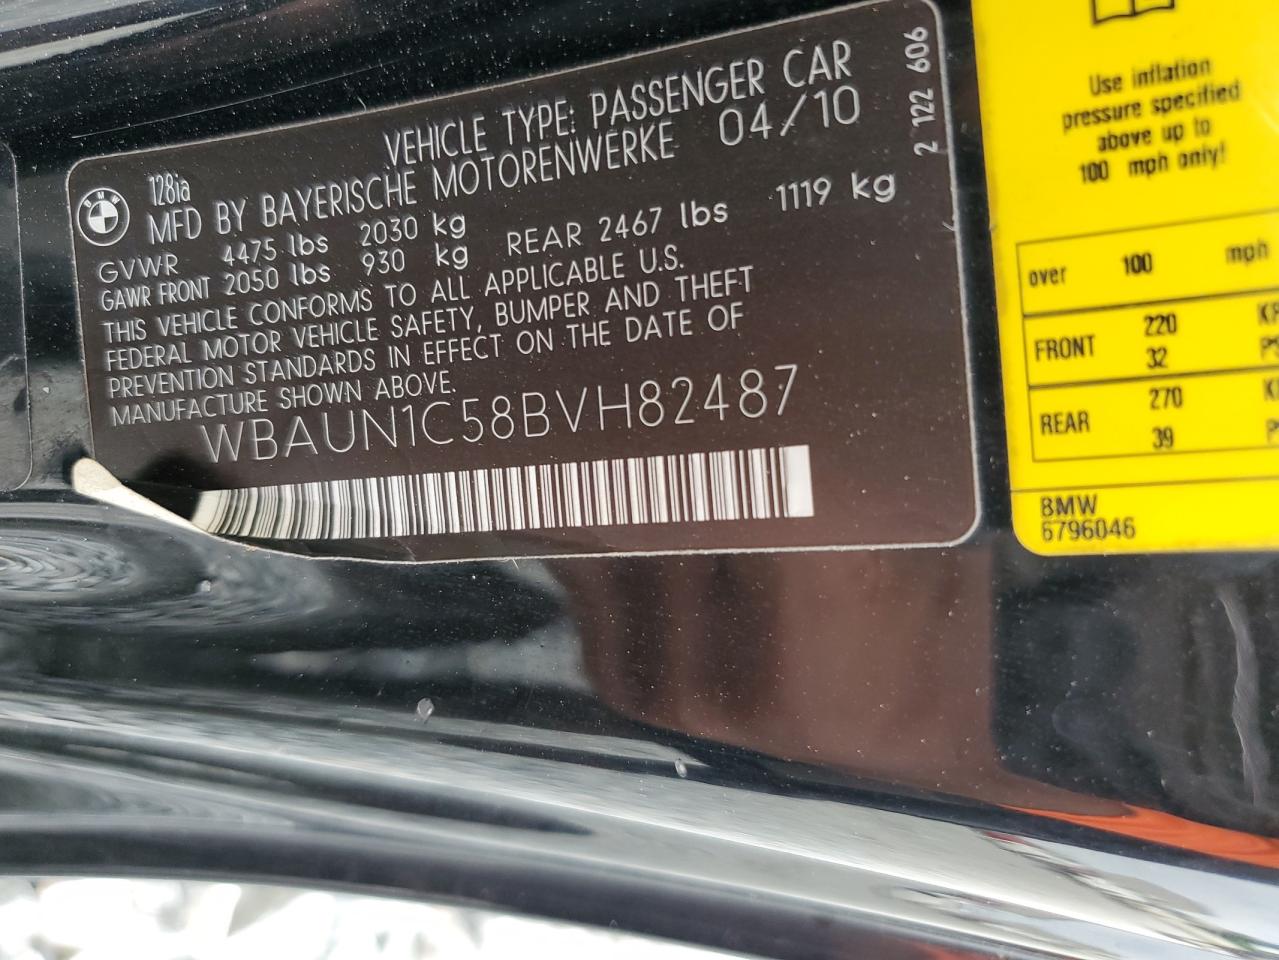 BMW
128ia
VEHICLE TYPE: PASSENGER CAR
MFD BY BAYERISCHE MOTORENWERKE 04/10
GVWR 4475 lbs 2030 kg
GAWR FRONT 2050 lbs 930 kg REAR 2467 lbs 1119 kg
THIS VEHICLE CONFORMS TO ALL APPLICABLE U.S.
FEDERAL MOTOR VEHICLE SAFETY, BUMPER AND THEFT
PREVENTION STANDARDS IN EFFECT ON THE DATE OF
MANUFACTURE SHOWN ABOVE.
WBAUN1C58BVH82487
2 122 606
Use inflation
pressure specified
above up to
100 mph only!
over 100 mph
FRONT 220
32
REAR 270
39
BMW
6796046